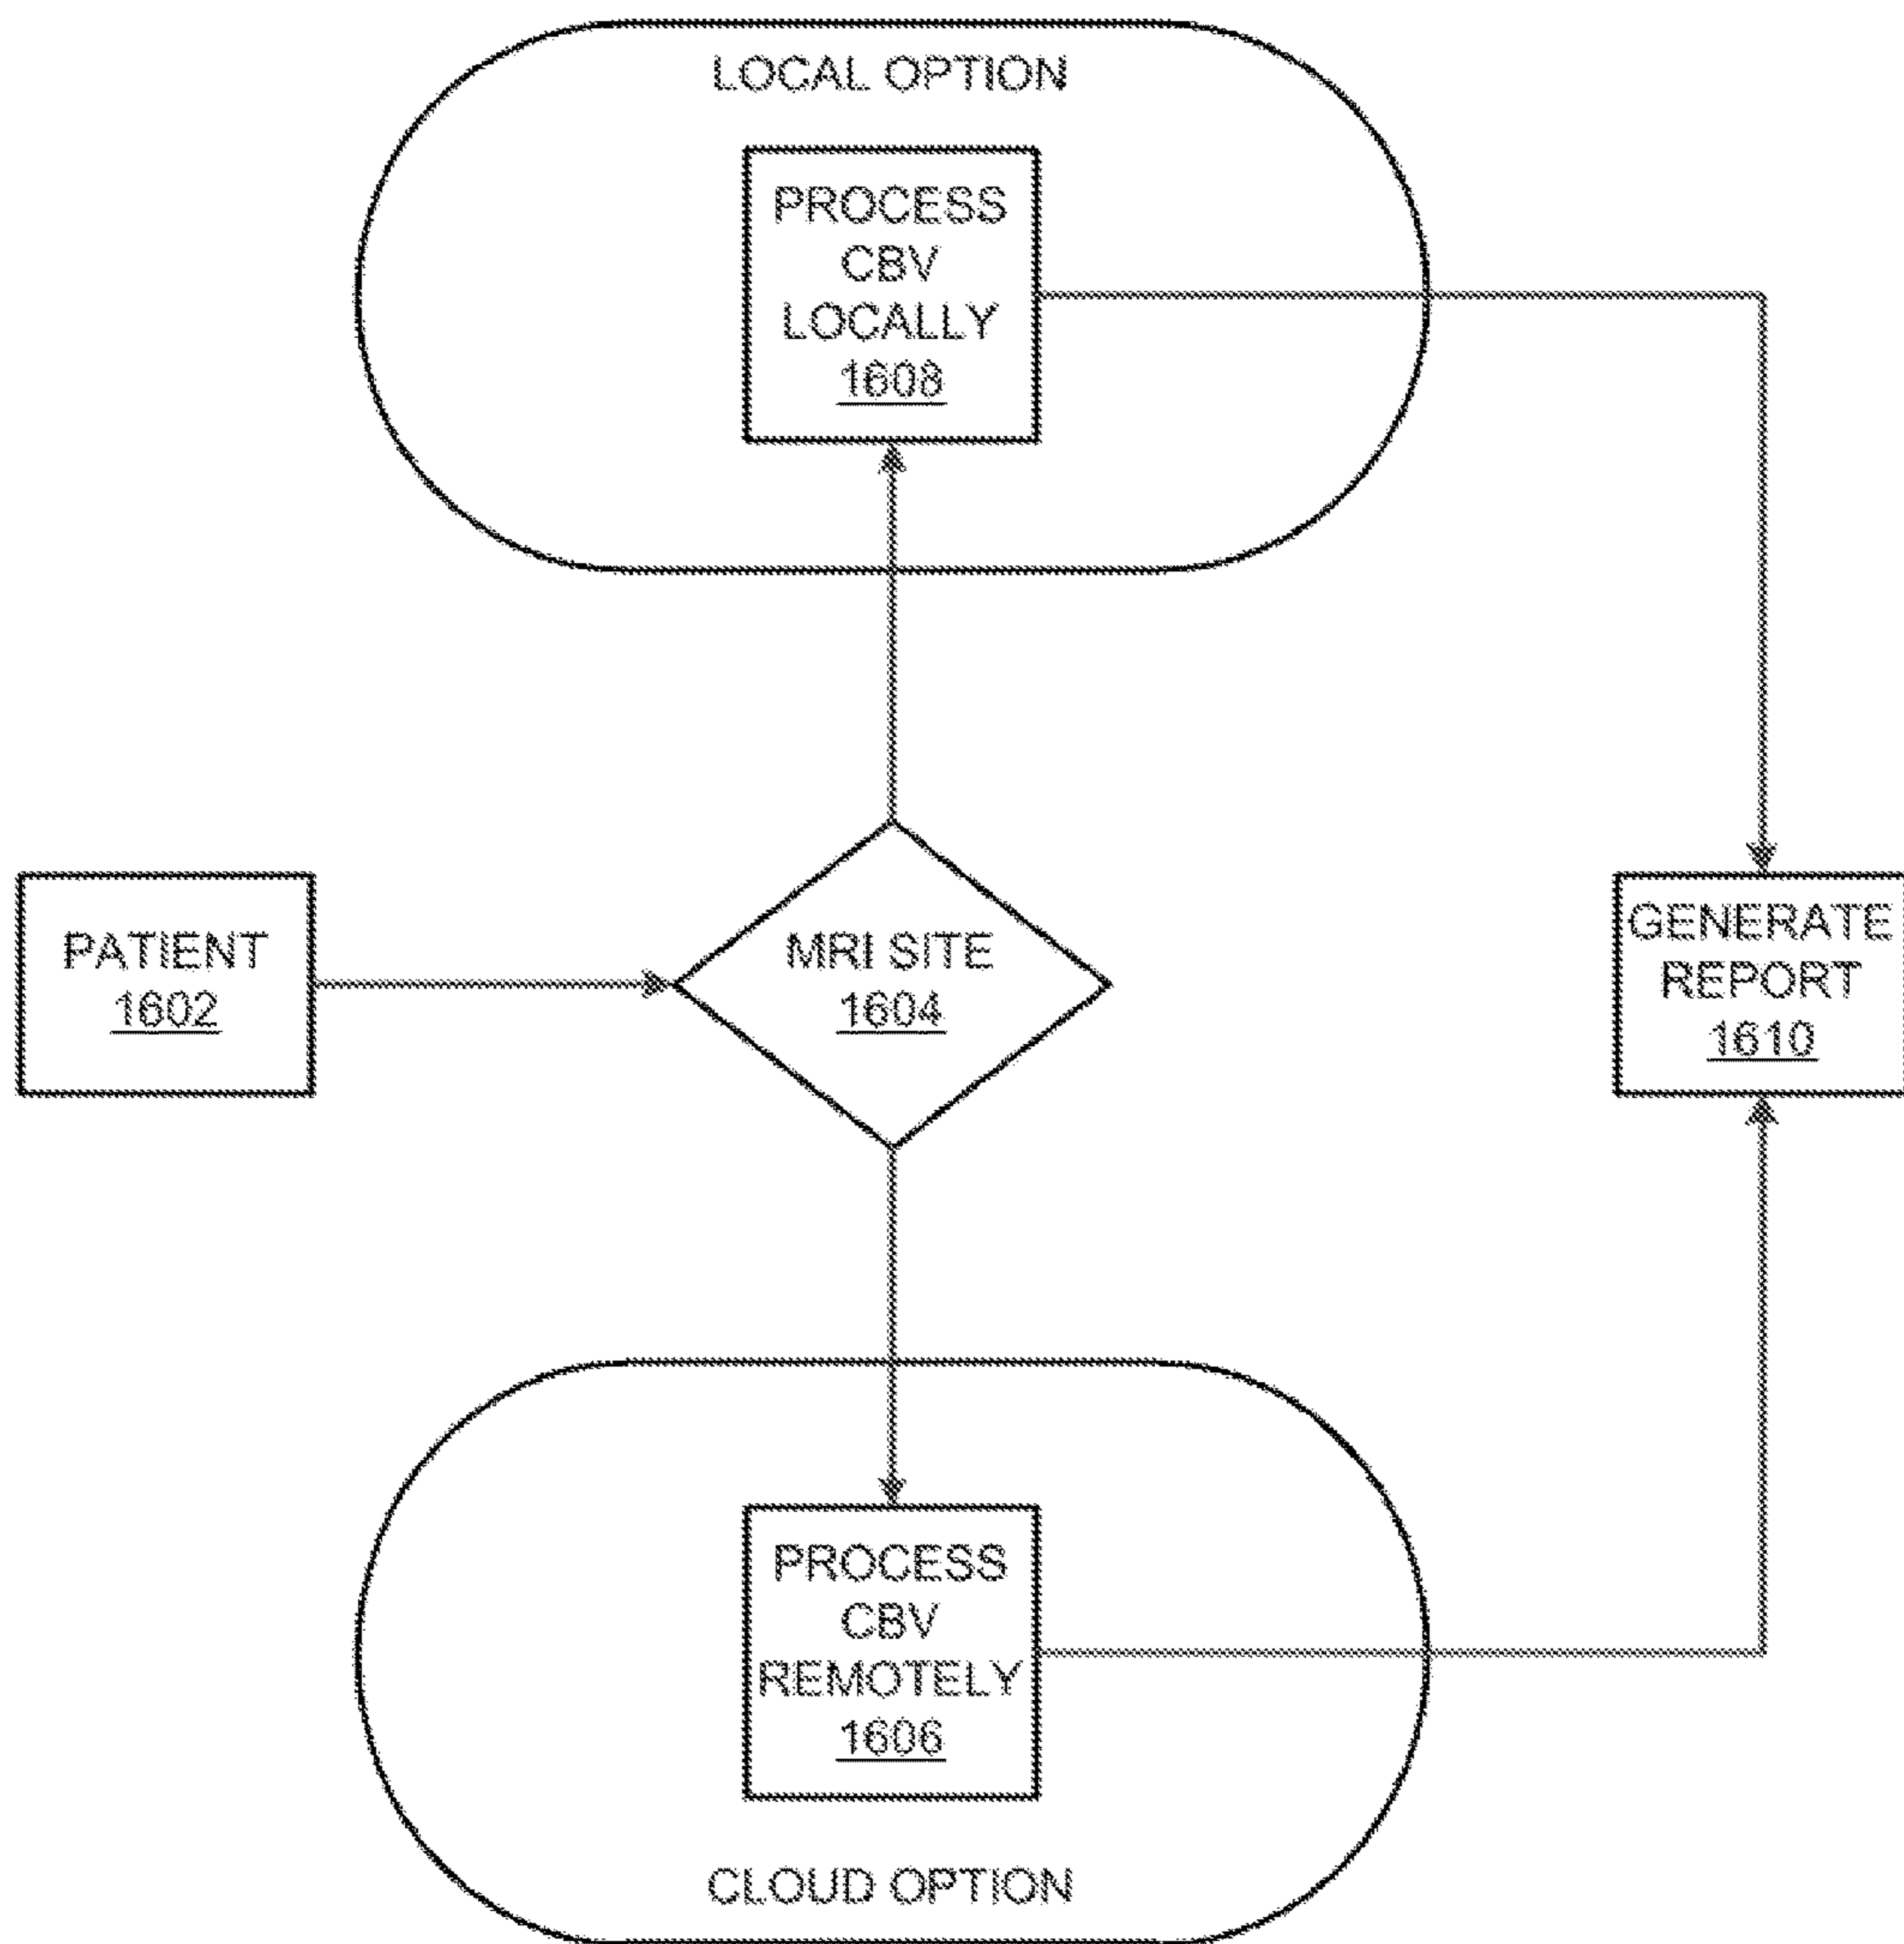 LOCAL OPTION
PROCESS
CBV
LOCALLY
1608
PATIENT
1602
MRI SITE
1604
GENERATE
REPORT
1610
PROCESS
CBV
REMOTELY
1606
CLOUD OPTION